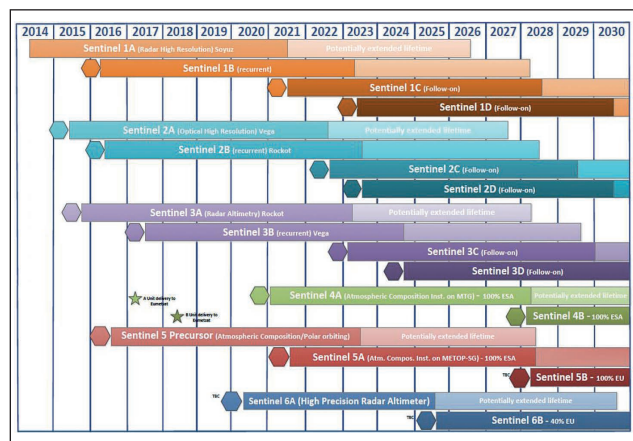 2014 2015 2016 2017 2018 2019 2020 2021 2022 2023 2024 2025 2026 2027 2028 2030
Sentinel 1A (Radar High Resolution) Soyuz Potentially extended lifetime
Sentinel 1B (recurrent)
Sentinel 1C (Follow-on)
Sentinel 1D (Follow-on)
Sentinel 2A (Optical High Resolution) Vega Potentially extended lifetime
Sentinel 2B (recurrent) Rockot
Sentinel 2C (Follow-on)
Sentinel 2D (Follow-on)
Sentinel 3A (Radar Altimetry) Rockot Potentially extended lifetime
Sentinel 3B (recurrent) Vega
Sentinel 3C (Follow-on)
Sentinel 3D (Follow-on)
A Unit delivery to
Eumetsat
Sentinel 4A (Atmospheric Composition Inst. on MTG) - 100% ESA Potentially extended lifetime
B Unit delivery to
Eumetsat
Sentinel 4B - 100% ESA
Sentinel 5 Precursor (Atmospheric Composition/Polar orbiting) Potentially extended lifetime
Sentinel 5A (Atm. Compos. Inst. on METOP-SG) - 100% ESA
TBC Sentinel 5B - 100% EU
TBC Sentinel 6A (High Precision Radar Altimeter) Potentially extended lifetime
TBC Sentinel 6B - 40% EU